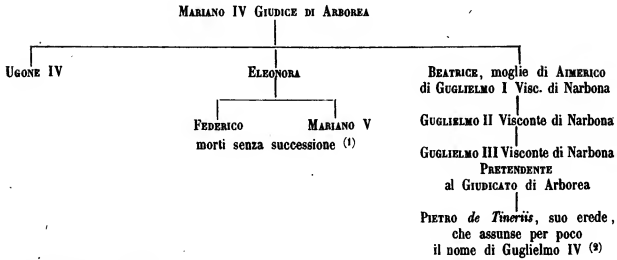 MARIANO IV GIUDICE DI ARBOREA
UGONE IV
ELEONORA
BEATRICE, moglie di AIMERICO
di GUGLIELMO I Visc. di Narbona
FEDERICO
MARIANO V
morti senza successione (1)
GUGLIELMO II Visconte di Narbona
GUGLIELMO III Visconte di Narbona
PRETENDENTE
al GIUDICATO di Arborea
PIETRO de Tineriis, suo erede,
che assunse per poco
il nome di Guglielmo IV (2)